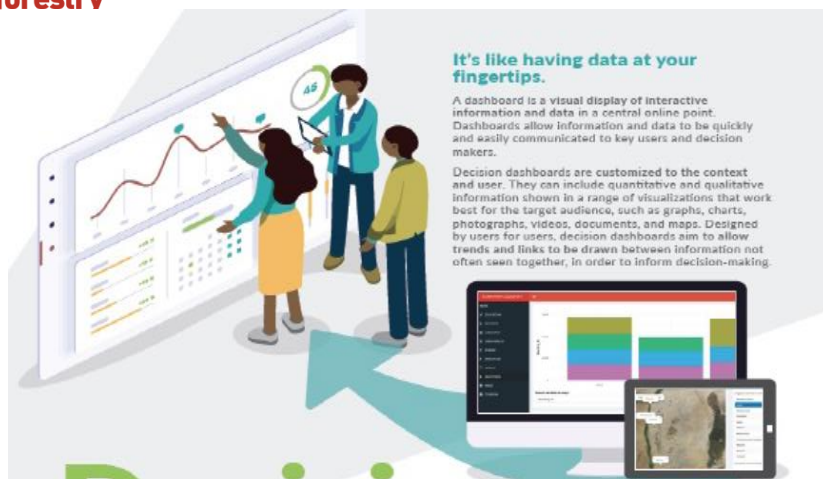 forestry
It's like having data at your
fingertips.
A dashboard is a visual display of interactive
information and data in a central online point.
Dashboards allow information and data to be quickly
and easily communicated to key users and decision
makers.
Decision dashboards are customized to the context
and user. They can include quantitative and qualitative
information shown in a range of visualizations that work
best for the target audience, such as graphs, charts,
photographs, videos, documents, and maps. Designed
by users for users, decision dashboards aim to allow
trends and links to be drawn between information not
often seen together, in order to inform decision-making.
45